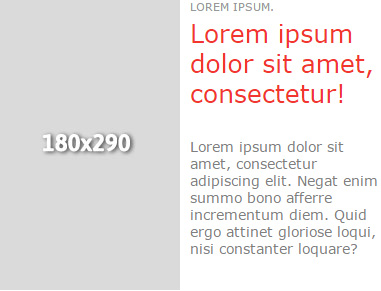 LOREM IPSUM.
Lorem ipsum
dolor sit amet,
consectetur!
180x290
Lorem ipsum dolor sit
amet, consectetur
adipiscing elit. Negat enim
summo bono afferre
incrementum diem. Quid
ergo attinet gloriose loqui,
nisi constanter loquare?